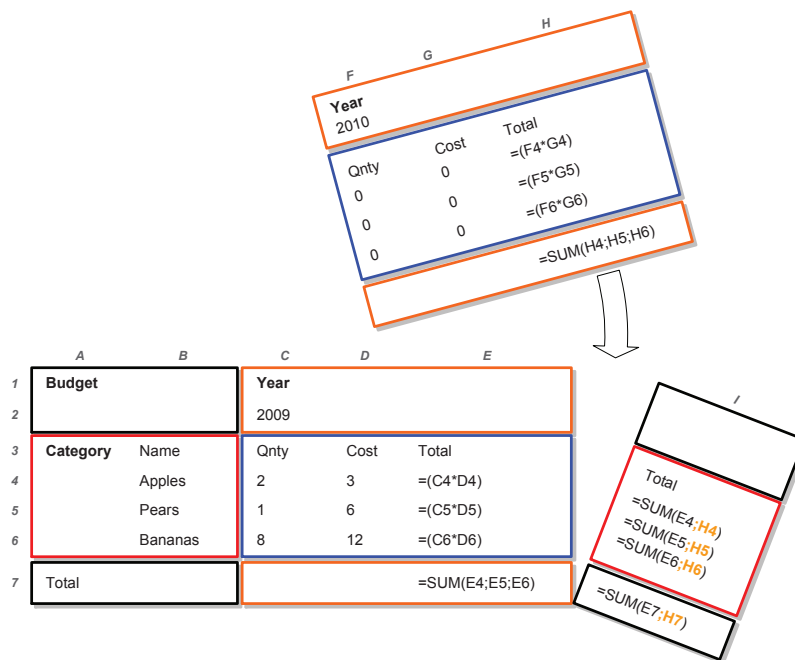 F G H
Year
2010
Qnty Cost Total
0 0 =(F4*G4)
0 0 =(F5*G5)
0 0 =(F6*G6)
=SUM(H4;H5;H6)
A B C D E
1 Budget Year
2 2009
3 Category Name Qnty Cost Total
4 Apples 2 3 =(C4*D4)
5 Pears 1 6 =(C5*D5)
6 Bananas 8 12 =(C6*D6)
7 Total =SUM(E4;E5;E6)
I
Total
=SUM(E4;H4)
=SUM(E5;H5)
=SUM(E6;H6)
=SUM(E7;H7)